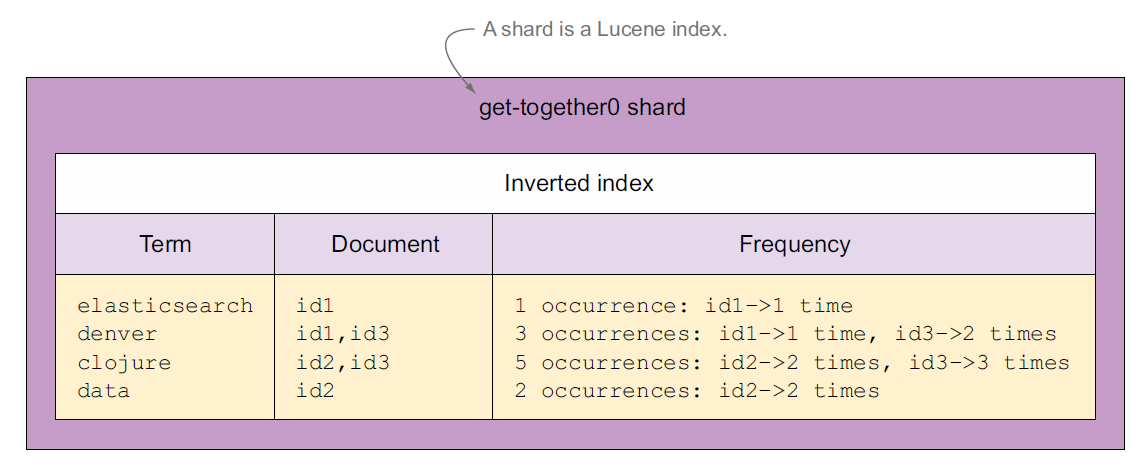 A shard is a Lucene index.
get-together0 shard
Inverted index
Term Document Frequency
elasticsearch id1 1 occurrence: id1->1 time
denver id1,id3 3 occurrences: id1->1 time, id3->2 times
clojure id2,id3 5 occurrences: id2->2 times, id3->3 times
data id2 2 occurrences: id2->2 times